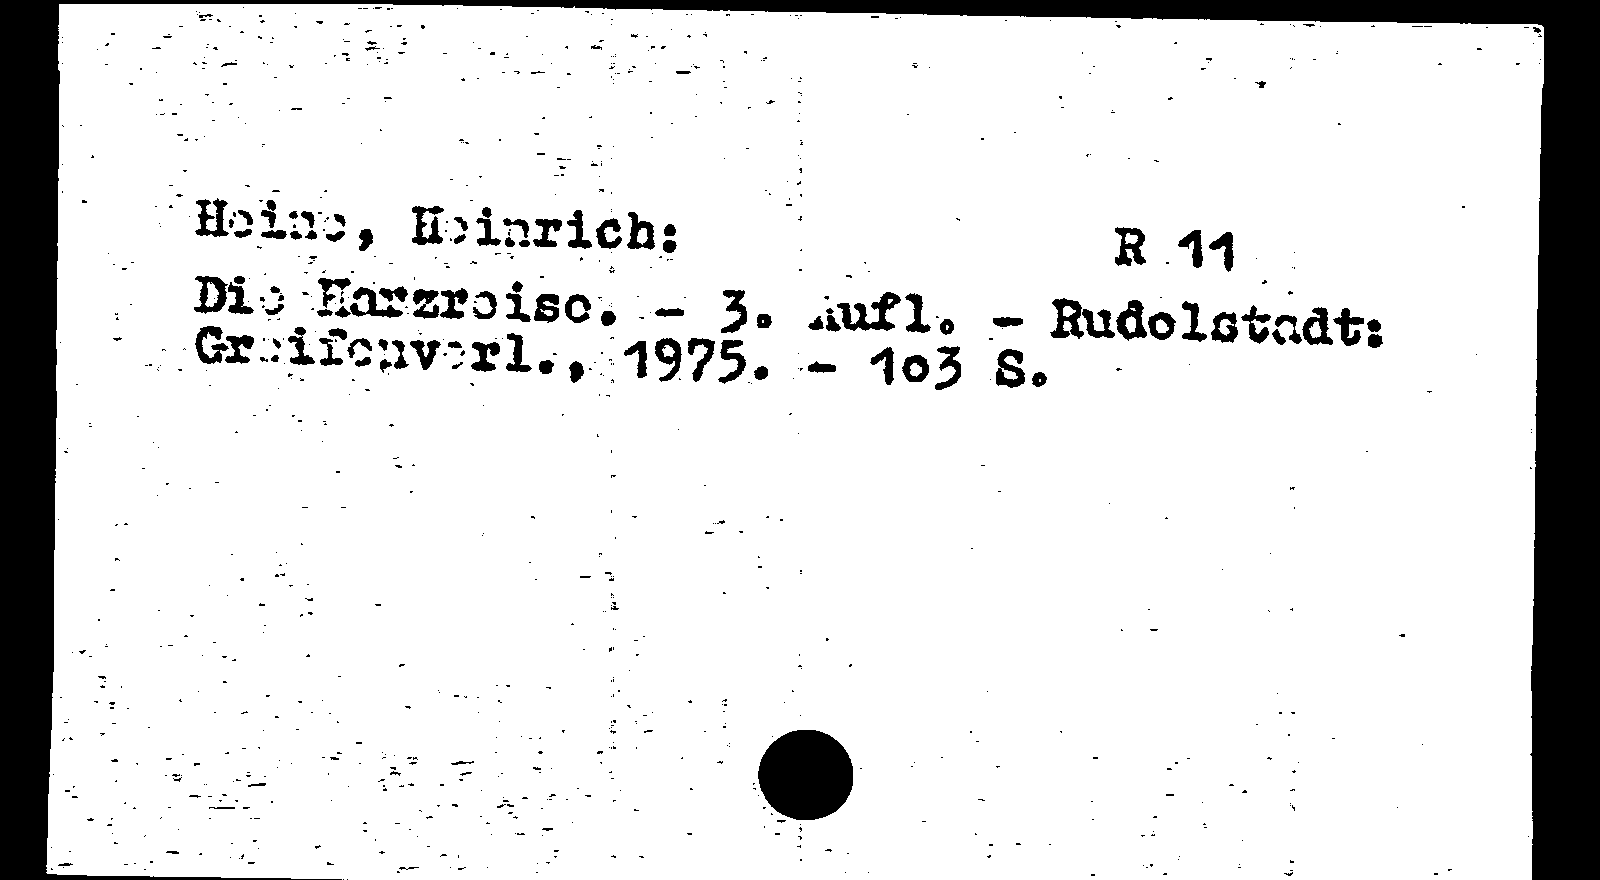 Heine, Heinrich:
R 11
Die Harzreise. - 3. Aufl. - Rudolstadt:
Greifenverl., 1975. - 103 S.